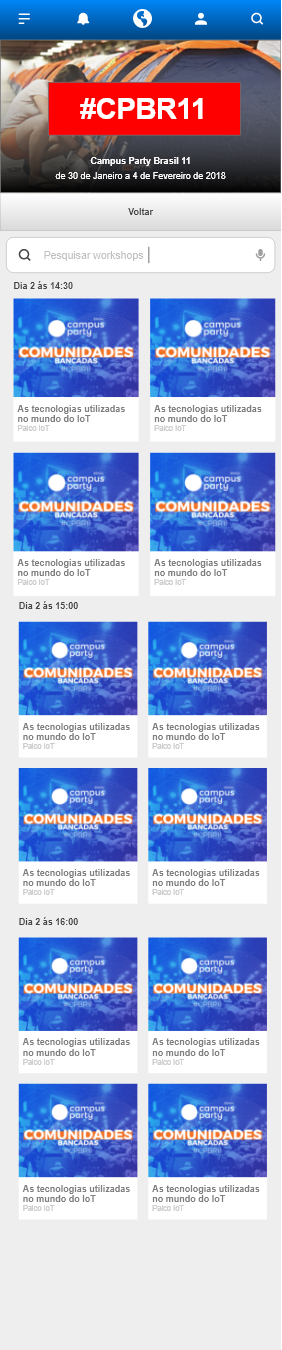 #CPBR11
Campus Party Brasil 11
de 30 de Janeiro a 4 de Fevereiro de 2018
Voltar
Pesquisar workshops
Dia 2 ás 14:30
campus party
COMUNIDADES
BANCADAS
#CPBR11
As tecnologias utilizadas
no mundo do IoT
Palco IoT
campus party
COMUNIDADES
BANCADAS
#CPBR11
As tecnologias utilizadas
no mundo do IoT
Palco IoT
campus party
COMUNIDADES
BANCADAS
#CPBR11
As tecnologias utilizadas
no mundo do IoT
Palco IoT
campus party
COMUNIDADES
BANCADAS
#CPBR11
As tecnologias utilizadas
no mundo do IoT
Palco IoT
Dia 2 ás 15:00
campus party
COMUNIDADES
BANCADAS
#CPBR11
As tecnologias utilizadas
no mundo do IoT
Palco IoT
campus party
COMUNIDADES
BANCADAS
#CPBR11
As tecnologias utilizadas
no mundo do IoT
Palco IoT
campus party
COMUNIDADES
BANCADAS
#CPBR11
As tecnologias utilizadas
no mundo do IoT
Palco IoT
campus party
COMUNIDADES
BANCADAS
#CPBR11
As tecnologias utilizadas
no mundo do IoT
Palco IoT
Dia 2 ás 16:00
campus party
COMUNIDADES
BANCADAS
#CPBR11
As tecnologias utilizadas
no mundo do IoT
Palco IoT
campus party
COMUNIDADES
BANCADAS
#CPBR11
As tecnologias utilizadas
no mundo do IoT
Palco IoT
campus party
COMUNIDADES
BANCADAS
#CPBR11
As tecnologias utilizadas
no mundo do IoT
Palco IoT
campus party
COMUNIDADES
BANCADAS
#CPBR11
As tecnologias utilizadas
no mundo do IoT
Palco IoT